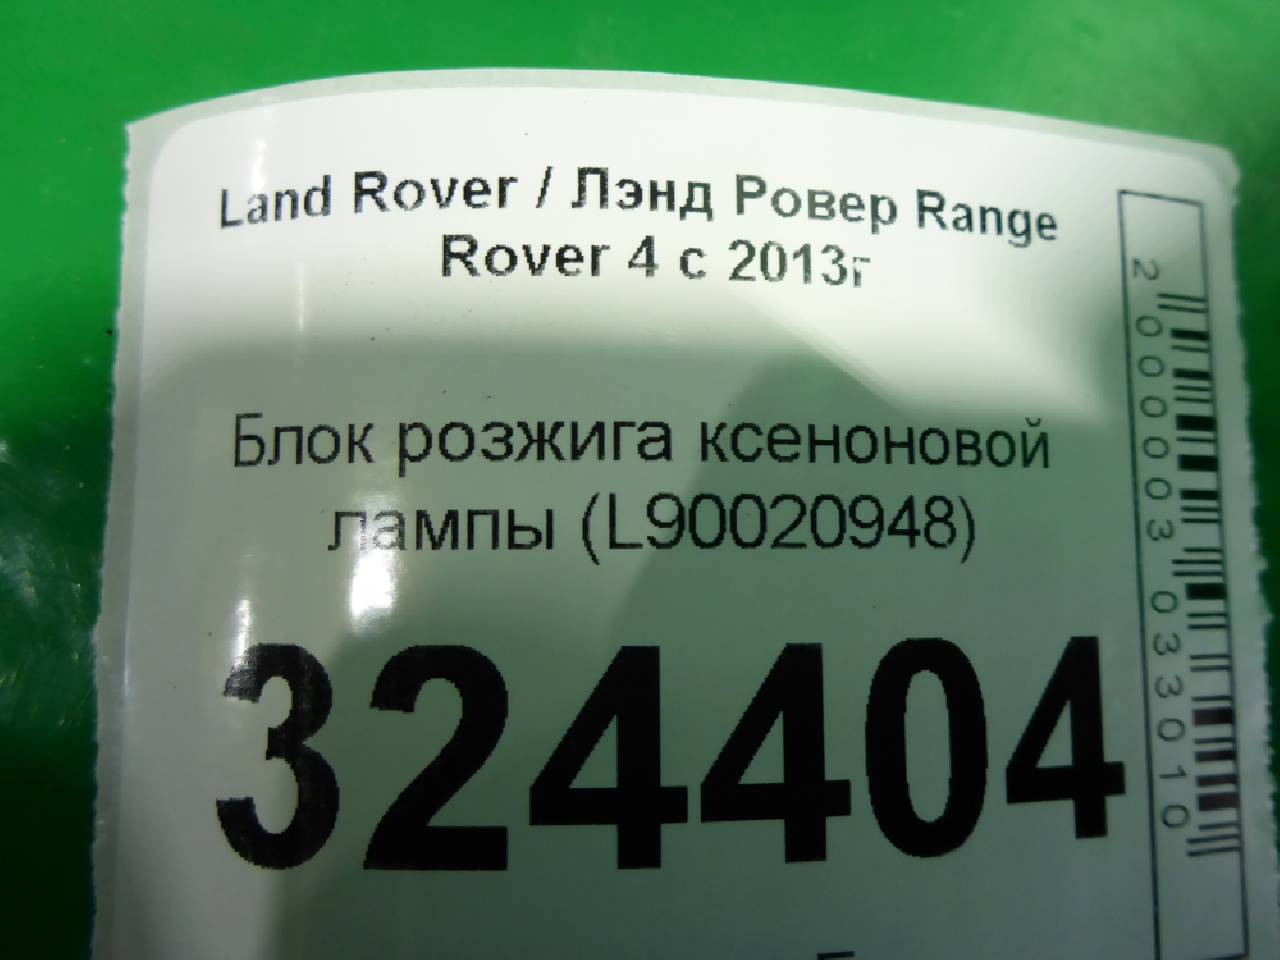 Land Rover / Лэнд Ровер Range
Rover 4 с 2013г
Блок розжига ксеноновой
лампы (L90020948)
324404
2000003033010